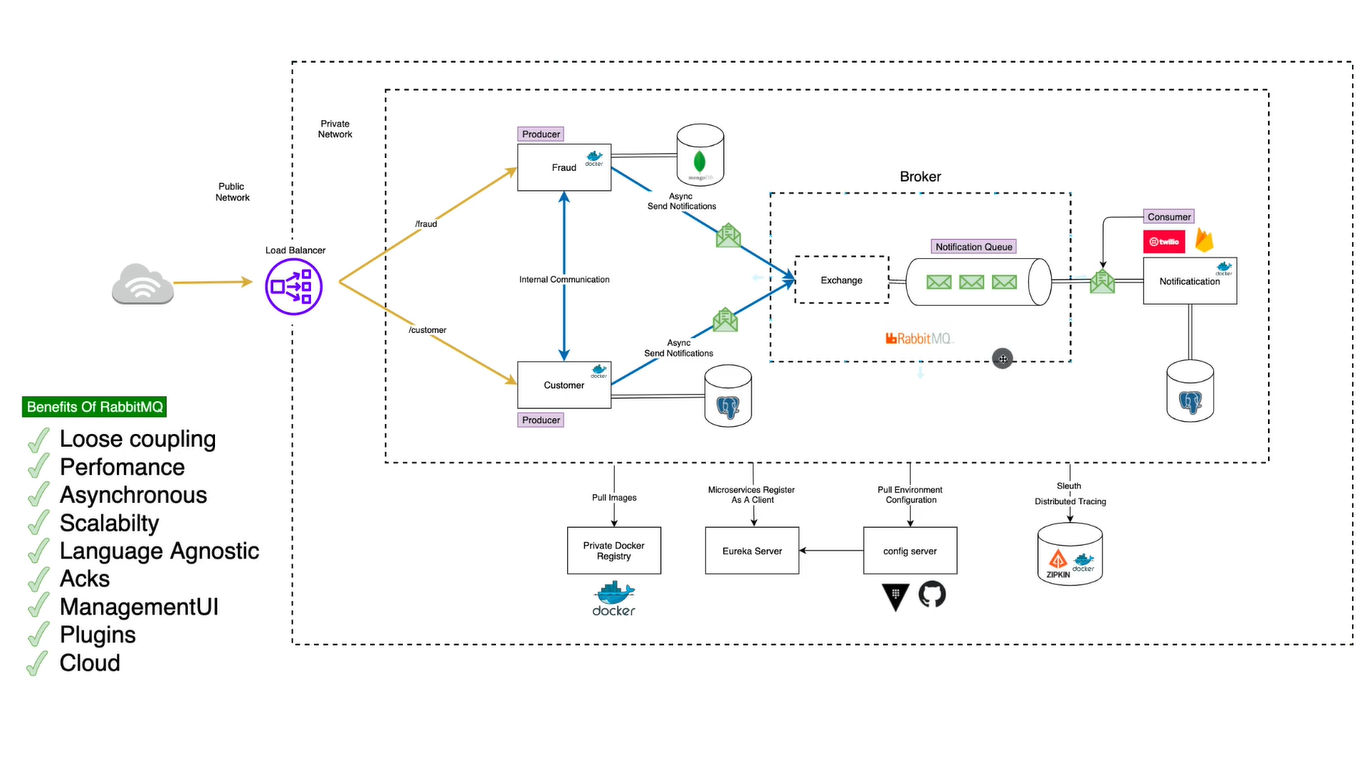 Private
Network
Public
Network
Load Balancer
/fraud
/customer
Producer
Fraud
docker
mongoDB
Async
Send Notifications
Internal Communication
Async
Send Notifications
Customer
docker
Producer
Broker
Exchange
Notification Queue
RabbitMQ
Consumer
twilio
docker
Notificatication
Benefits Of RabbitMQ
Loose coupling
Perfomance
Asynchronous
Scalabilty
Language Agnostic
Acks
ManagementUI
Plugins
Cloud
Pull Images
Private Docker
Registry
docker
Microservices Register
As A Client
Eureka Server
Pull Environment
Configuration
config server
Sleuth
Distributed Tracing
ZIPKIN
docker